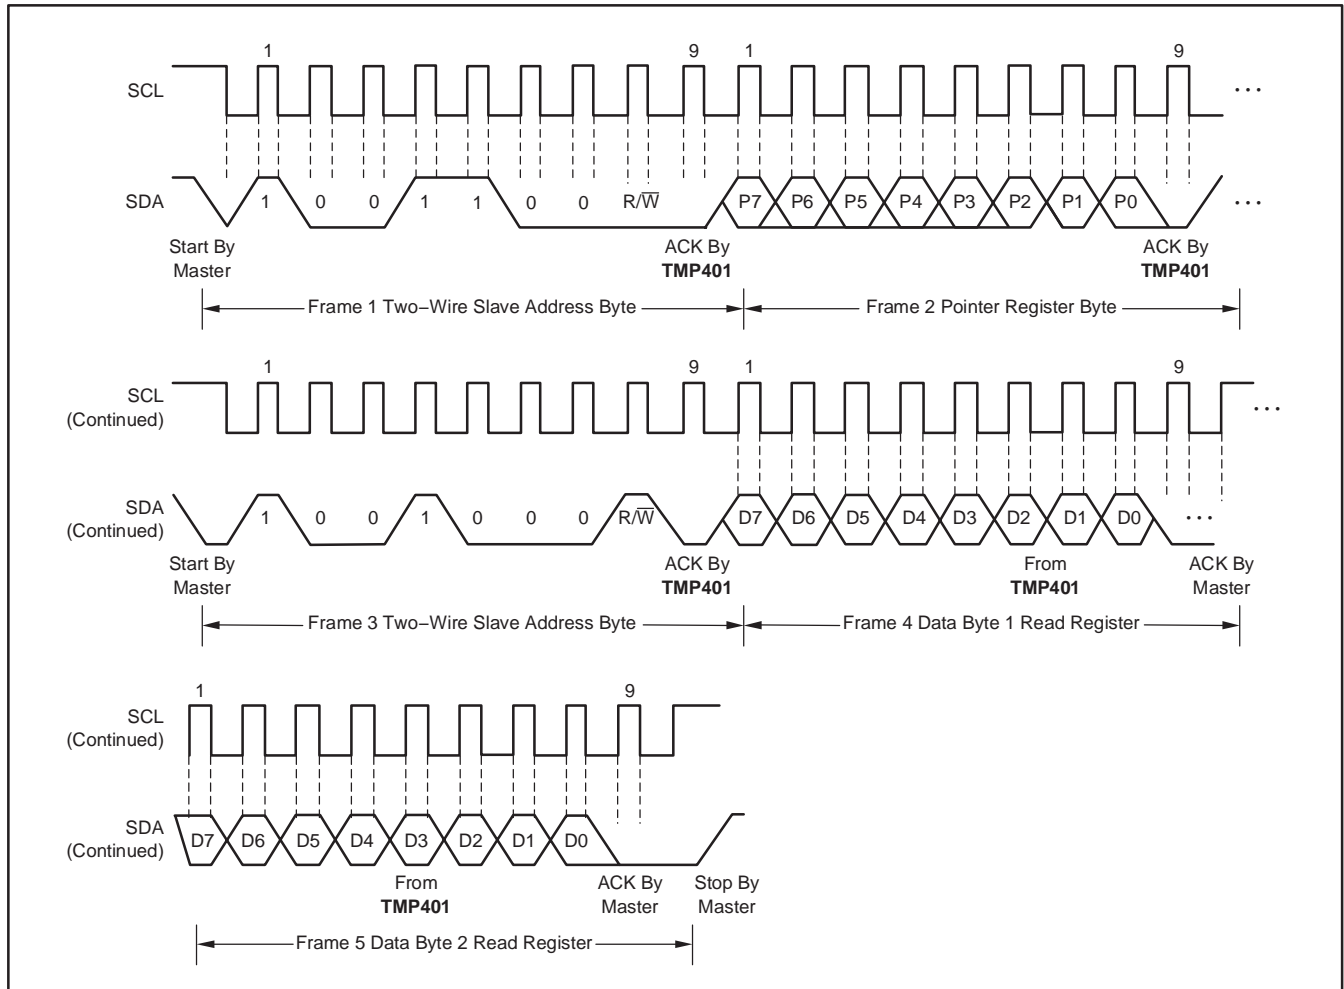 1 9 1 9
SCL ···
SDA 1 0 0 1 1 0 0 R/W̅ P7 P6 P5 P4 P3 P2 P1 P0 ···
Start By Master ACK By TMP401 ACK By TMP401
Frame 1 Two−Wire Slave Address Byte Frame 2 Pointer Register Byte
1 9 1 9
SCL (Continued) ···
SDA (Continued) 1 0 0 1 0 0 0 R/W̅ D7 D6 D5 D4 D3 D2 D1 D0 ···
Start By Master ACK By TMP401 From TMP401 ACK By Master
Frame 3 Two−Wire Slave Address Byte Frame 4 Data Byte 1 Read Register
1 9
SCL (Continued)
SDA (Continued) D7 D6 D5 D4 D3 D2 D1 D0
From TMP401 ACK By Master Stop By Master
Frame 5 Data Byte 2 Read Register